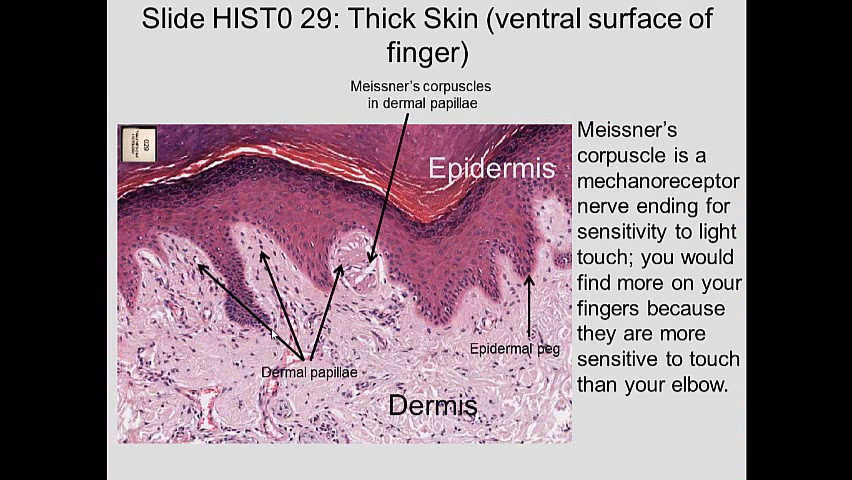 Slide HIST0 29: Thick Skin (ventral surface of
finger)
Meissner’s corpuscles
in dermal papillae
029
Epidermis
Epidermal peg
Dermal papillae
Dermis
Meissner’s
corpuscle is a
mechanoreceptor
nerve ending for
sensitivity to light
touch; you would
find more on your
fingers because
they are more
sensitive to touch
than your elbow.